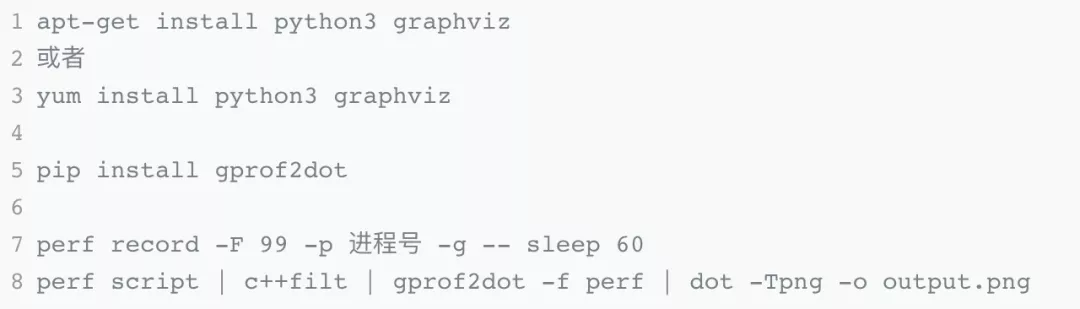 1 apt-get install python3 graphviz
2 或者
3 yum install python3 graphviz
4
5 pip install gprof2dot
6
7 perf record -F 99 -p 进程号 -g -- sleep 60
8 perf script | c++filt | gprof2dot -f perf | dot -Tpng -o output.png